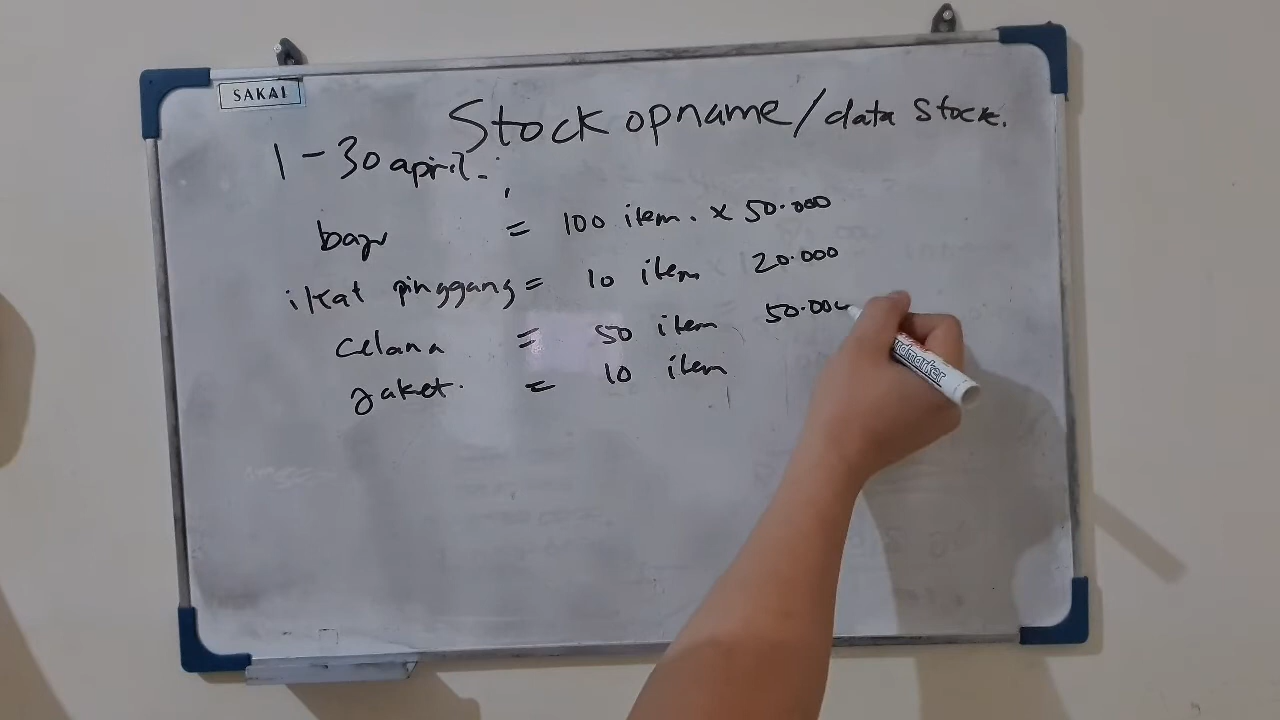 SAKAI
Stock opname / data stock.
1 - 30 april.
baju = 100 item. x 50.000
ikat pinggang = 10 item 20.000
celana = 50 item 50.000
jaket. = 10 item